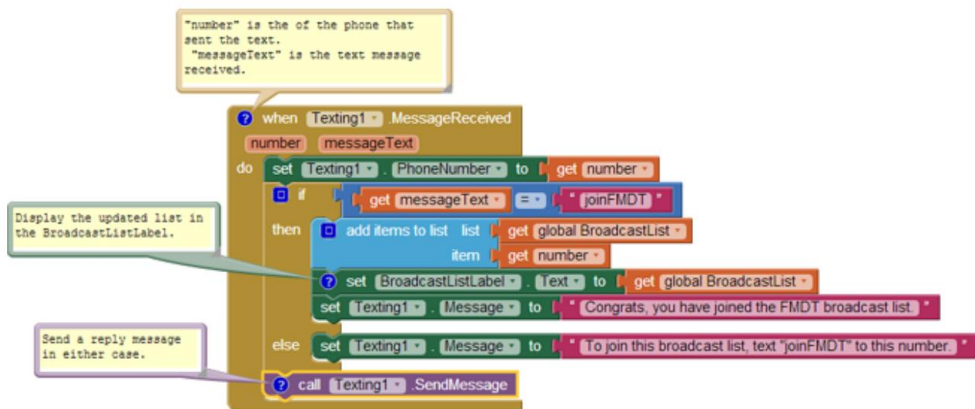 "number" is the of the phone that
sent the text.
"messageText" is the text message
received.
when Texting1 .MessageReceived
number messageText
do set Texting1 . PhoneNumber to get number
if get messageText = " joinFMDT "
Display the updated list in
the BroadcastListLabel.
then add items to list list get global BroadcastList
item get number
set BroadcastListLabel . Text to get global BroadcastList
set Texting1 . Message to " Congrats, you have joined the FMDT broadcast list. "
Send a reply message
in either case.
else set Texting1 . Message to " To join this broadcast list, text "joinFMDT" to this number. "
call Texting1 .SendMessage